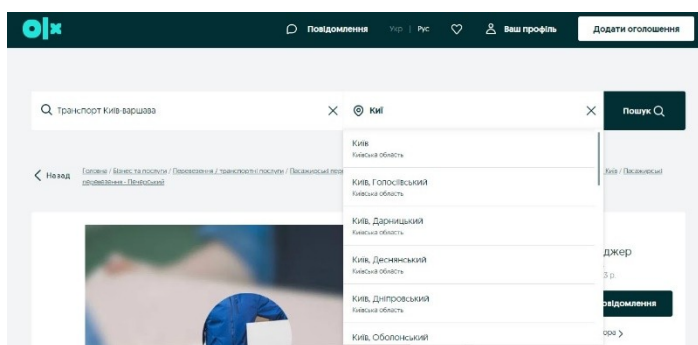 olx
Повідомлення Укр | Рус Ваш профіль Додати оголошення
Транспорт Київ-варшава Киї Пошук
Київ
Київська область
Назад Головна / Бізнес та послуги / Перевезення / транспортні послуги / Пасажирські Київ / Пасажирські
перевезення - Печерський
Київ, Голосіївський
Київська область
Київ, Дарницький
Київська область
джер
Київ, Деснянський
Київська область
Київ, Дніпровський
Київська область
Київ, Оболонський